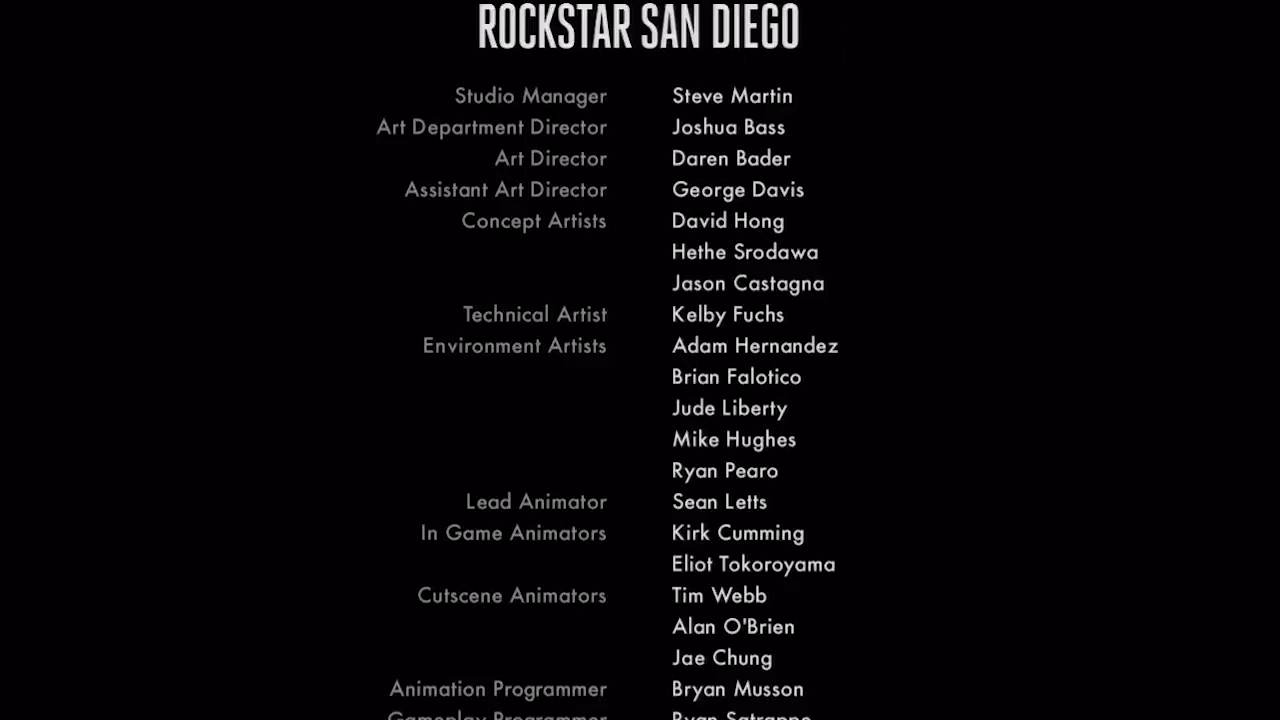 ROCKSTAR SAN DIEGO
Studio Manager Steve Martin
Art Department Director Joshua Bass
Art Director Daren Bader
Assistant Art Director George Davis
Concept Artists David Hong
Hethe Srodawa
Jason Castagna
Technical Artist Kelby Fuchs
Environment Artists Adam Hernandez
Brian Falotico
Jude Liberty
Mike Hughes
Ryan Pearo
Lead Animator Sean Letts
In Game Animators Kirk Cumming
Eliot Tokoroyama
Cutscene Animators Tim Webb
Alan O'Brien
Jae Chung
Animation Programmer Bryan Musson
Gameplay Programmer Ryan Satrappe